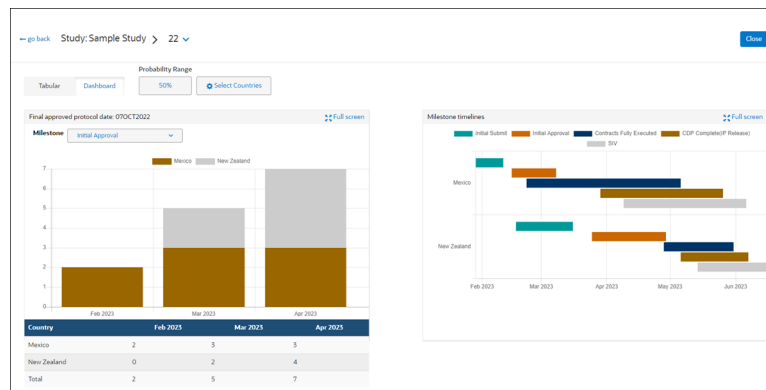 go back Study: Sample Study 22 Close
Probability Range
Tabular Dashboard 50% Select Countries
Final approved protocol date: 07OCT2022 Full screen
Milestone Initial Approval
Mexico New Zealand
7
6
5
4
3
2
1
0
Feb 2023 Mar 2023 Apr 2023
Country Feb 2023 Mar 2023 Apr 2023
Mexico 2 3 3
New Zealand 0 2 4
Total 2 5 7
Milestone timelines Full screen
Initial Submit Initial Approval Contracts Fully Executed CDP Complete(IP Release)
SIV
Mexico
New Zealand
Feb 2023 Mar 2023 Apr 2023 May 2023 Jun 2023